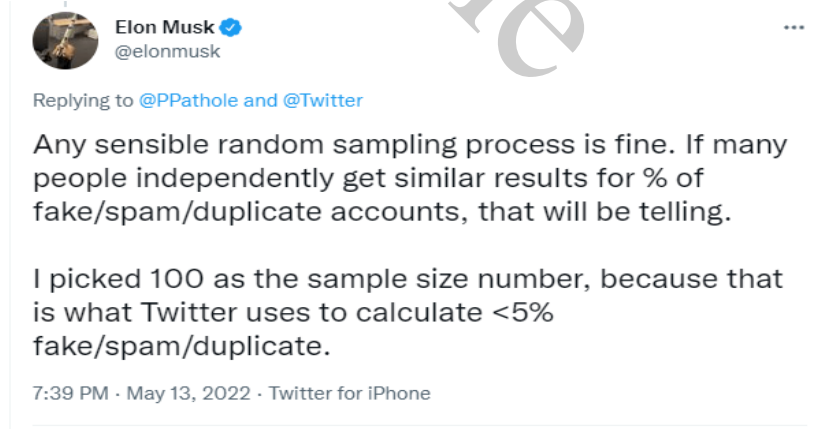 Elon Musk
@elonmusk
Replying to @PPathole and @Twitter
Any sensible random sampling process is fine. If many
people independently get similar results for % of
fake/spam/duplicate accounts, that will be telling.
I picked 100 as the sample size number, because that
is what Twitter uses to calculate <5%
fake/spam/duplicate.
7:39 PM · May 13, 2022 · Twitter for iPhone